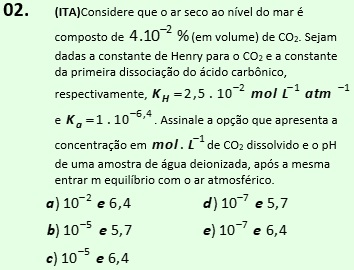 02. (ITA)Considere que o ar seco ao nível do mar é
composto de 4.10⁻² % (em volume) de CO₂. Sejam
dadas a constante de Henry para o CO₂ e a constante
da primeira dissociação do ácido carbônico,
respectivamente, K_H =2,5 . 10⁻² mol L⁻¹ atm ⁻¹
e Kₐ =1 . 10⁻⁶,⁴ . Assinale a opção que apresenta a
concentração em mol . L⁻¹ de CO₂ dissolvido e o pH
de uma amostra de água deionizada, após a mesma
entrar m equilíbrio com o ar atmosférico.
a) 10⁻² e 6,4 d) 10⁻⁷ e 5,7
b) 10⁻⁵ e 5,7 e) 10⁻⁷ e 6,4
c) 10⁻⁵ e 6,4